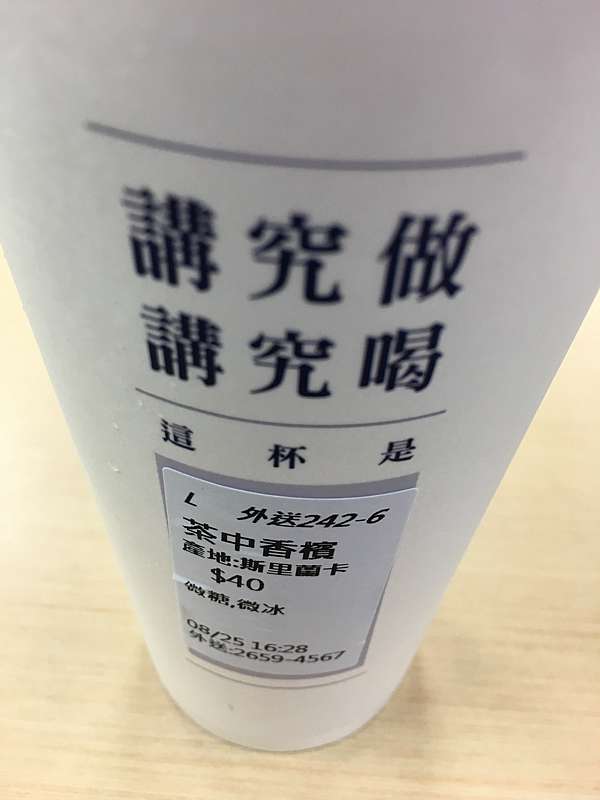 講究做
講究喝
這杯是
L 外送242-6
茶中香檳
產地:斯里蘭卡
$40
微糖,微冰
08/25 16:28
外送:2659-4567